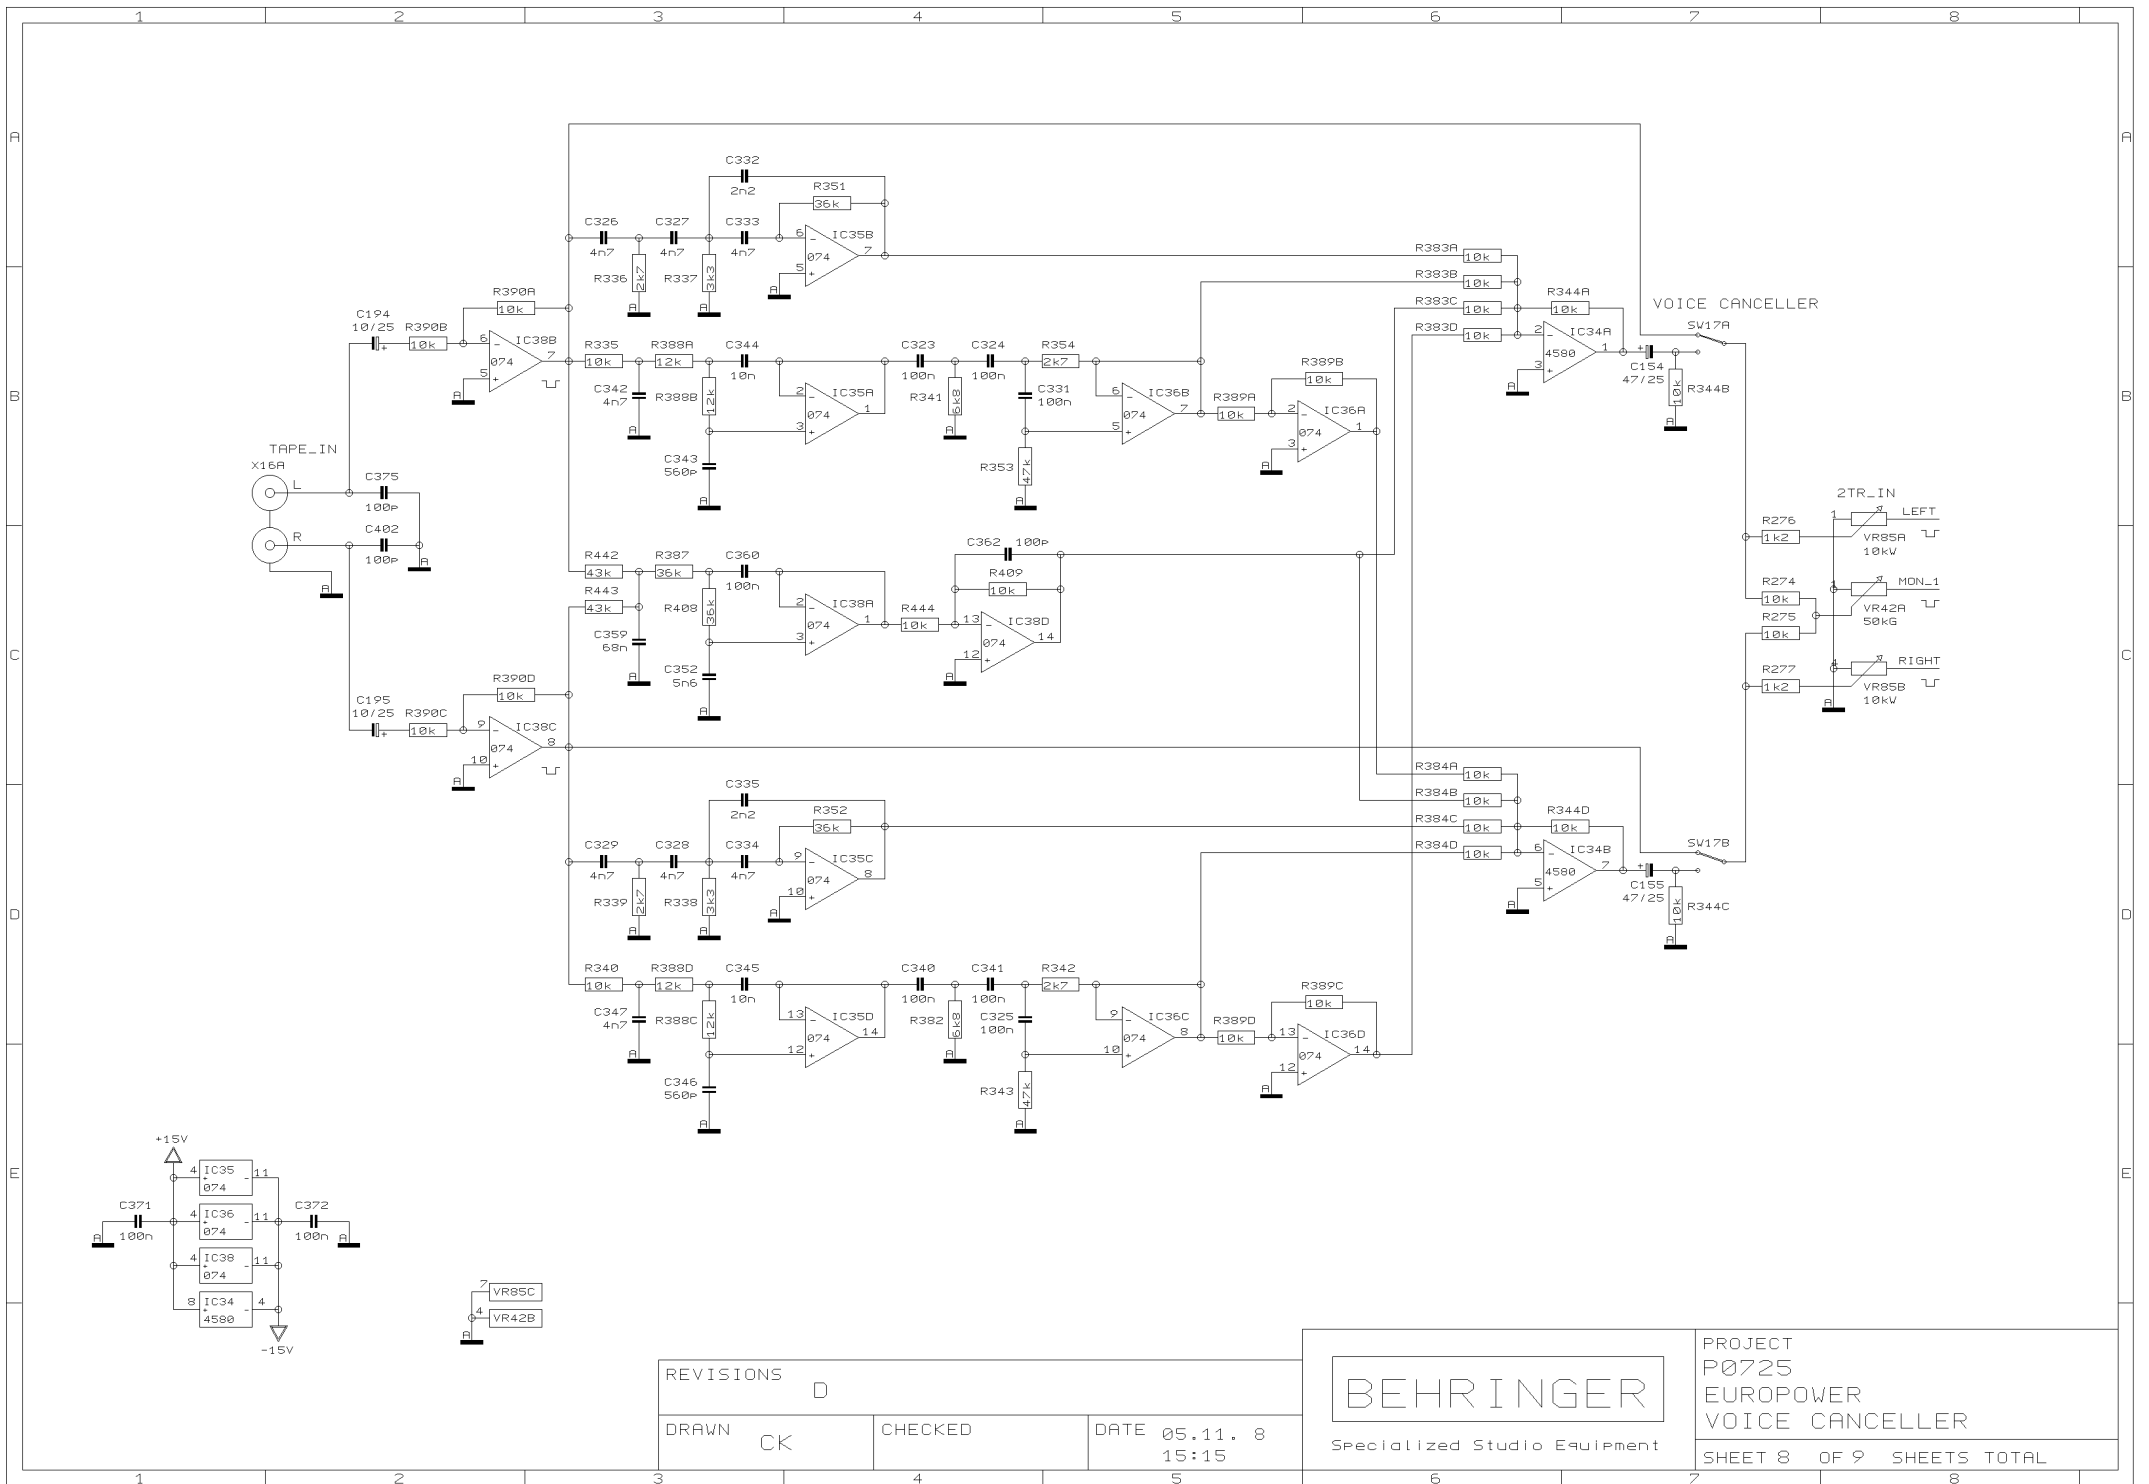 1 2 3 4 5 6 7 8
A A
C332
2n2
R351
36k
C326 C327 C333
4n7 4n7 4n7
6 IC35B
074 7
5
R336 2k7 R337 3k3
A A A
R383A 10k
R383B 10k
R383C 10k
R383D 10k
R344A
10k
VOICE CANCELLER
SW17A
R390A
10k
C194
10/25 R390B
10k
6 IC38B
074 7
5
A
R335 R388A C344
10k 12k 10n
C342
4n7
R388B 12k
2 IC35A
074 1
3
C343
560p
A A
C323 C324 R354
100n 100n 2k7
R341 6k8
C331
100n
6 IC36B
074 7
5
R353 47k
A A
R389A
10k
R389B
10k
2 IC36A
074 1
3
A
2 IC34A
4580 1
3
A
C154
47/25
10k R344B
A
B B
TAPE_IN
X16A
L
R
C375
100p
C402
100p
A A
2TR_IN
1 LEFT
R276
1k2
VR85A
10kW
R274
10k
MON_1
R275
10k
VR42A
50kG
RIGHT
R277
1k2
VR85B
10kW
A
R442 R387 C360
43k 36k 100n
R443
43k
R408 36k
C359
68n
2 IC38A
074 1
3
C352
5n6
A A
R444
10k
C362 100p
R409
10k
13 IC38D
074 14
12
A
C C
R390D
10k
C195
10/25 R390C
10k
9 IC38C
074 8
10
A
C335
2n2
R352
36k
C329 C328 C334
4n7 4n7 4n7
9 IC35C
074 8
10
R339 2k7 R338 3k3
A A A
R384A 10k
R384B 10k
R384C 10k
R384D 10k
R344D
10k
6 IC34B
4580 7
5
A
SW17B
C155
47/25
10k R344C
A
D D
R340 R388D C345
10k 12k 10n
C347
4n7
R388C 12k
13 IC35D
074 14
12
C346
560p
A A
C340 C341 R342
100n 100n 2k7
R382 6k8
C325
100n
9 IC36C
074 8
10
R343 47k
A A
R389D
10k
R389C
10k
13 IC36D
074 14
12
A
E E
+15V
4 IC35 11
074
C371
100n
4 IC36 11
074
C372
100n
A A
4 IC38 11
074
8 IC34 4
4580
-15V
7 VR85C
4 VR42B
A
REVISIONS
D
DRAWN CK
CHECKED
DATE 05.11. 8
15:15
BEHRINGER
Specialized Studio Equipment
PROJECT
P0725
EUROPOWER
VOICE CANCELLER
SHEET 8 OF 9 SHEETS TOTAL
1 2 3 4 5 6 7 8